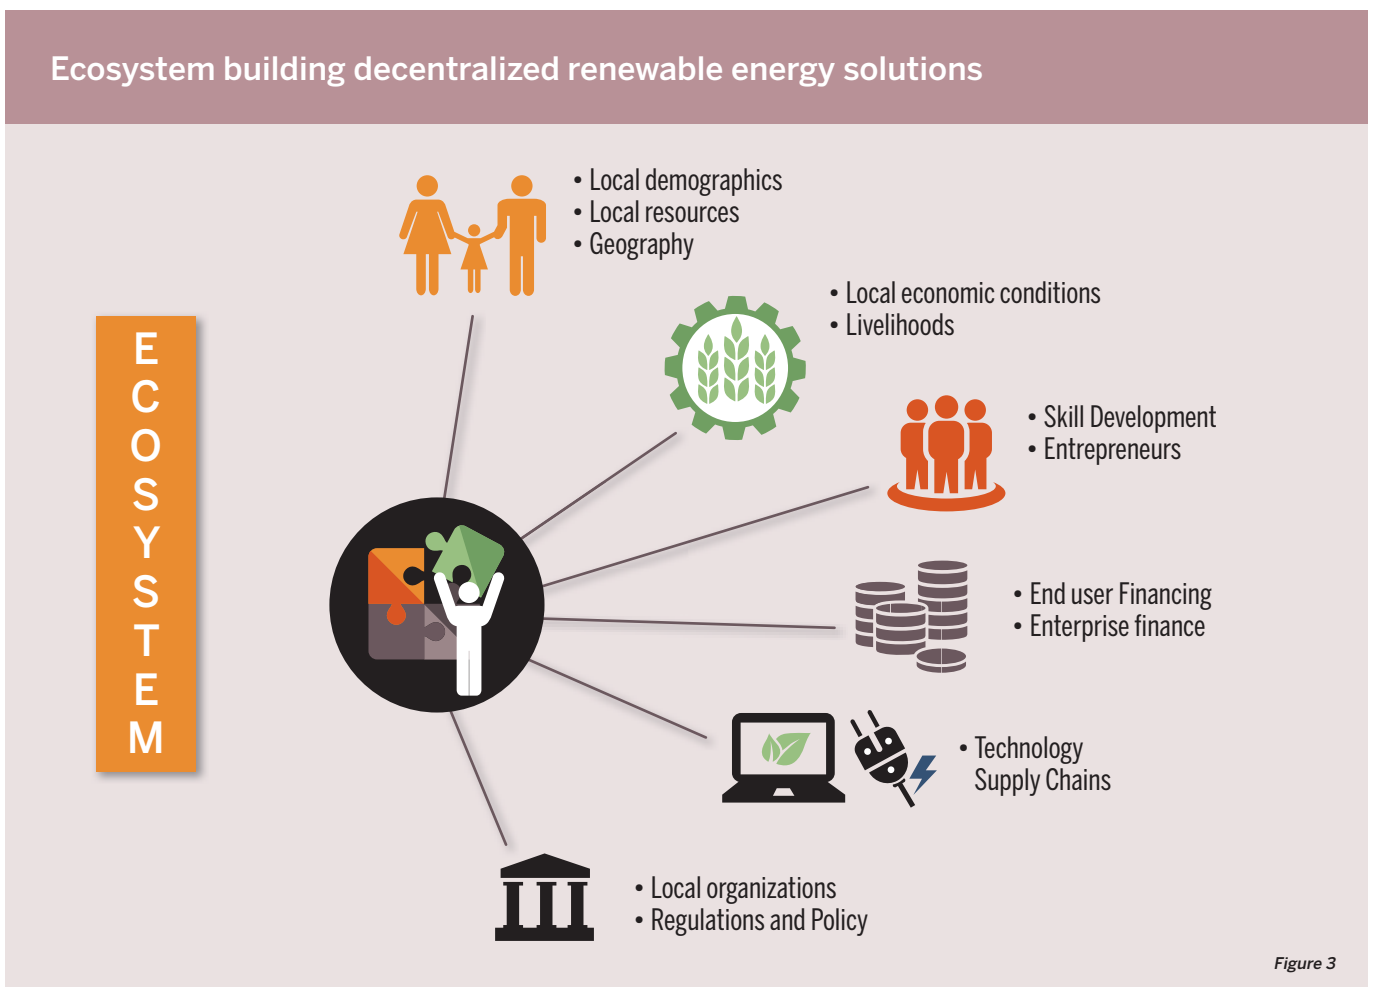 Ecosystem building decentralized renewable energy solutions
• Local demographics
• Local resources
• Geography
• Local economic conditions
• Livelihoods
E
C
O
S
Y
S
T
E
M
• Skill Development
• Entrepreneurs
• End user Financing
• Enterprise finance
• Technology
Supply Chains
• Local organizations
• Regulations and Policy
Figure 3